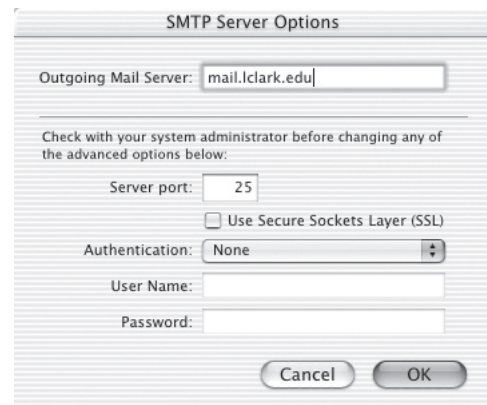 SMTP Server Options
Outgoing Mail Server: mail.lclark.edu
Check with your system administrator before changing any of
the advanced options below:
Server port: 25
Use Secure Sockets Layer (SSL)
Authentication: None
User Name:
Password:
Cancel OK